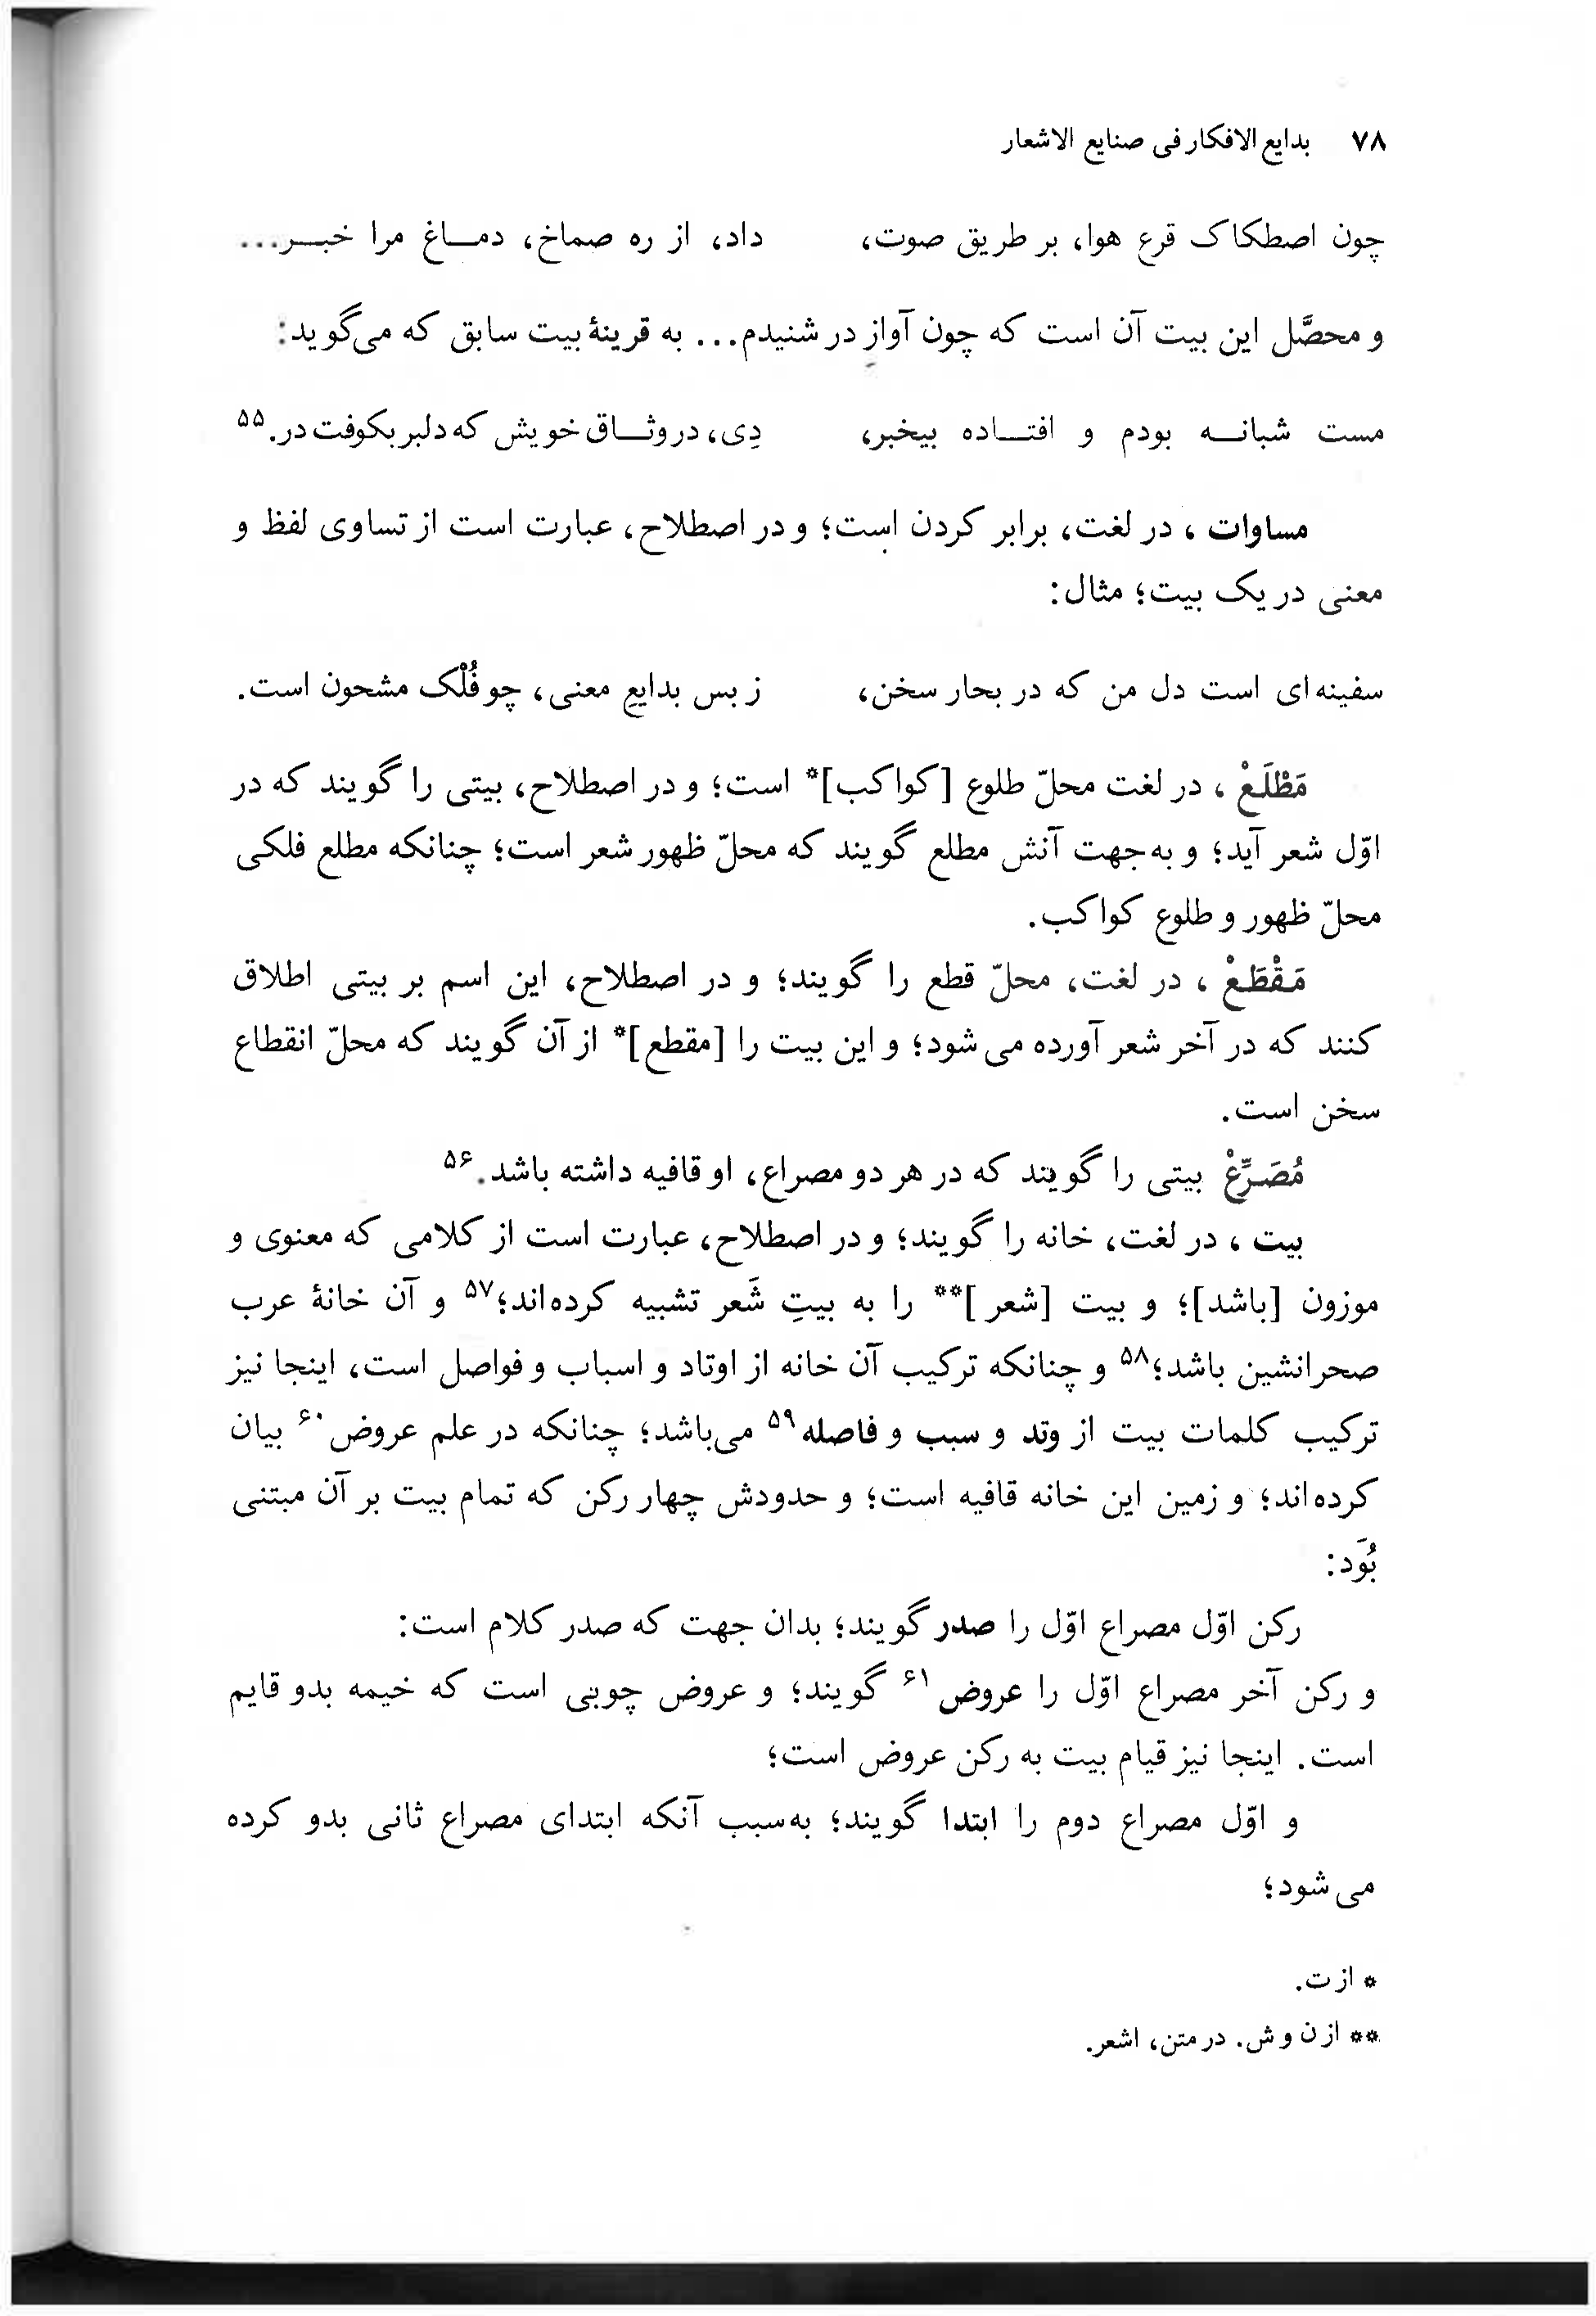 ۷۸ بدایع الافکار فی صنایع الاشعار
چون اصطکاک قرع هوا، بر طریق صوت، داد، از ره صماخ، دمـاغ مرا خبـر...
و محصَّل این بیت آن است که چون آواز در شنیدم... به قرینهٔ بیت سابق که می‌گوید:
مست شبانـه بودم و افتـاده بیخبر، دِی، در وثـاق خویش که دلبر بکوفت در.۵۵
مساوات، در لغت، برابر کردن است؛ و در اصطلاح، عبارت است از تساوی لفظ و
معنی در یک بیت؛ مثال:
سفینه‌ای است دل من که در بحار سخن، ز بس بدایعِ معنی، چو فُلْک مشحون است.
مَطْلَعْ، در لغت محلّ طلوع [کواکب]* است؛ و در اصطلاح، بیتی را گویند که در
اوّل شعر آید؛ و به‌جهت آنش مطلع گویند که محلّ ظهور شعر است؛ چنانکه مطلع فلکی
محلّ ظهور و طلوع کواکب.
مَقْطَعْ، در لغت، محلّ قطع را گویند؛ و در اصطلاح، این اسم بر بیتی اطلاق
کنند که در آخر شعر آورده می‌شود؛ و این بیت را [مقطع]* از آن گویند که محلّ انقطاع
سخن است.
مُصَرِّعْ بیتی را گویند که در هر دو مصراع، او قافیه داشته باشد.۵۶
بیت، در لغت، خانه را گویند؛ و در اصطلاح، عبارت است از کلامی که معنوی و
موزون [باشد]؛ و بیت [شعر]** را به بیتِ شَعر تشبیه کرده‌اند؛۵۷ و آن خانهٔ عرب
صحرانشین باشد؛۵۸ و چنانکه ترکیب آن خانه از اوتاد و اسباب و فواصل است، اینجا نیز
ترکیب کلمات بیت از وتد و سبب و فاصله۵۹ می‌باشد؛ چنانکه در علم عروض۶۰ بیان
کرده‌اند؛ و زمین این خانه قافیه است؛ و حدودش چهار رکن که تمام بیت بر آن مبتنی
بُوَد:
رکن اوّل مصراع اوّل را صدر گویند؛ بدان جهت که صدر کلام است:
و رکن آخر مصراع اوّل را عروض۶۱ گویند؛ و عروض چوبی است که خیمه بدو قایم
است. اینجا نیز قیام بیت به رکن عروض است؛
و اوّل مصراع دوم را ابتدا گویند؛ به‌سبب آنکه ابتدای مصراع ثانی بدو کرده
می‌شود؛
* از ت.
** از ن و ش. در متن، اشعر.